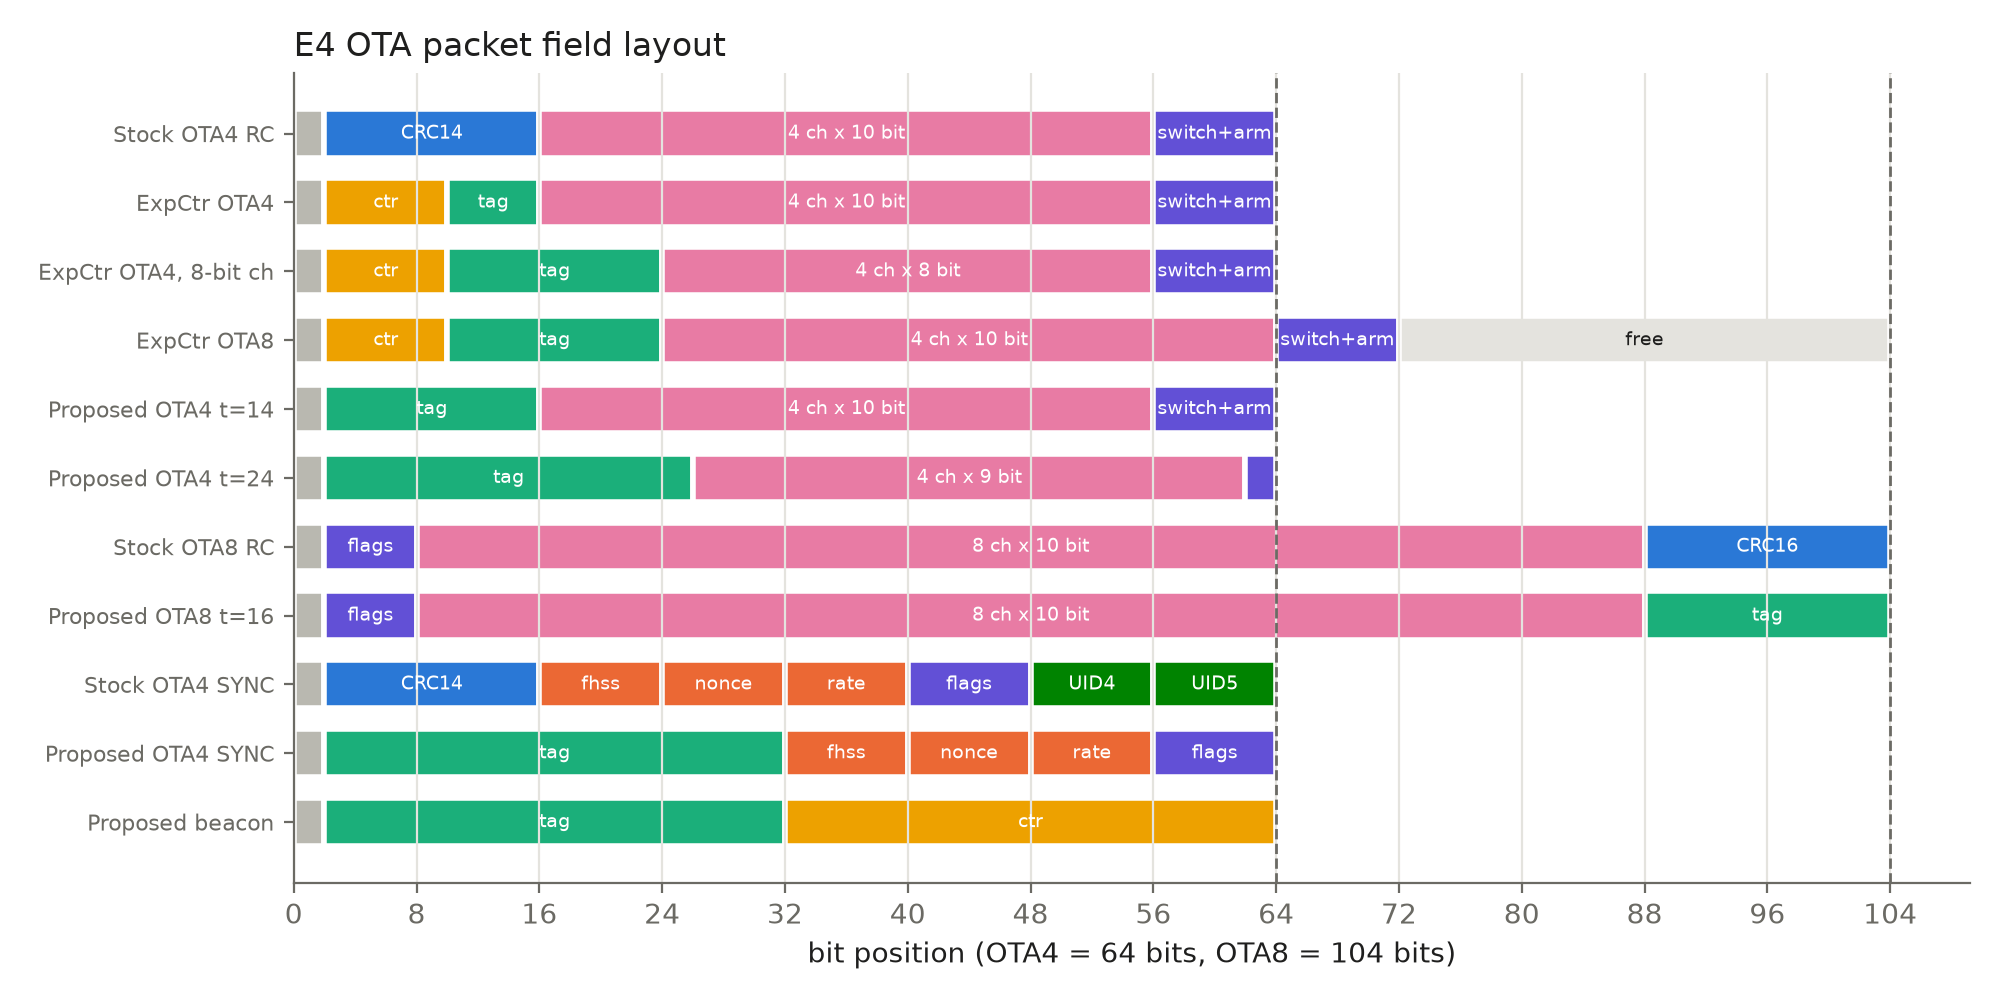 E4 OTA packet field layout
Stock OTA4 RC CRC14 4 ch x 10 bit switch+arm
ExpCtr OTA4 ctr tag 4 ch x 10 bit switch+arm
ExpCtr OTA4, 8-bit ch ctr tag 4 ch x 8 bit switch+arm
ExpCtr OTA8 ctr tag 4 ch x 10 bit switch+arm free
Proposed OTA4 t=14 tag 4 ch x 10 bit switch+arm
Proposed OTA4 t=24 tag 4 ch x 9 bit
Stock OTA8 RC flags 8 ch x 10 bit CRC16
Proposed OTA8 t=16 flags 8 ch x 10 bit tag
Stock OTA4 SYNC CRC14 fhss nonce rate flags UID4 UID5
Proposed OTA4 SYNC tag fhss nonce rate flags
Proposed beacon tag ctr
0 8 16 24 32 40 48 56 64 72 80 88 96 104
bit position (OTA4 = 64 bits, OTA8 = 104 bits)